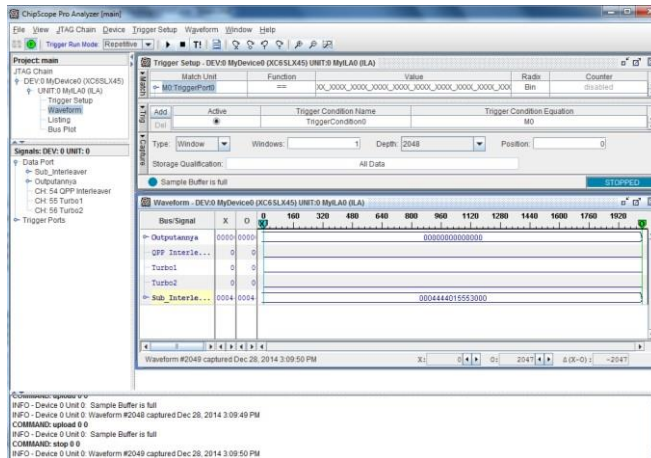 ChipScope Pro Analyzer [main]
File View JTAG Chain Device Trigger Setup Waveform Window Help
Trigger Run Mode: Repetitive T!
Project: main
JTAG Chain
DEV:0 MyDevice0 (XC6SLX45)
UNIT:0 MyILA0 (ILA)
Trigger Setup
Waveform
Listing
Bus Plot
Signals: DEV: 0 UNIT: 0
Data Port
Sub_Interleaver
Outputannya
CH: 54 QPP Interleaver
CH: 55 Turbo1
CH: 56 Turbo2
Trigger Ports
Trigger Setup - DEV:0 MyDevice0 (XC6SLX45) UNIT:0 MyILA0 (ILA)
Match
Match Unit Function Value Radix Counter
M0:TriggerPort0 == XX_XXXX_XXXX_XXXX_XXXX_XXXX_XXXX_XXXX_XXX Bin disabled
Trig
Add Active Trigger Condition Name Trigger Condition Equation
Del TriggerCondition0 M0
Capture
Type: Window Windows: 1 Depth: 2048 Position: 0
Storage Qualification: All Data
Sample Buffer is full STOPPED
Waveform - DEV:0 MyDevice0 (XC6SLX45) UNIT:0 MyILA0 (ILA)
Bus/Signal X O 0 160 320 480 640 800 960 1120 1280 1440 1600 1760 1920
Outputannya 0000 0000 00000000000000
QPP Interle... 0 0
Turbo1 0 0
Turbo2 0 0
Sub_Interle... 0004 0004 0004444015553000
Waveform #2049 captured Dec 28, 2014 3:09:50 PM X: 0 O: 2047 Δ(X-O): -2047
COMMAND: upload 0 0
INFO - Device 0 Unit 0: Sample Buffer is full
INFO - Device 0 Unit 0: Waveform #2048 captured Dec 28, 2014 3:09:49 PM
COMMAND: upload 0 0
INFO - Device 0 Unit 0: Sample Buffer is full
COMMAND: stop 0 0
INFO - Device 0 Unit 0: Waveform #2049 captured Dec 28, 2014 3:09:50 PM